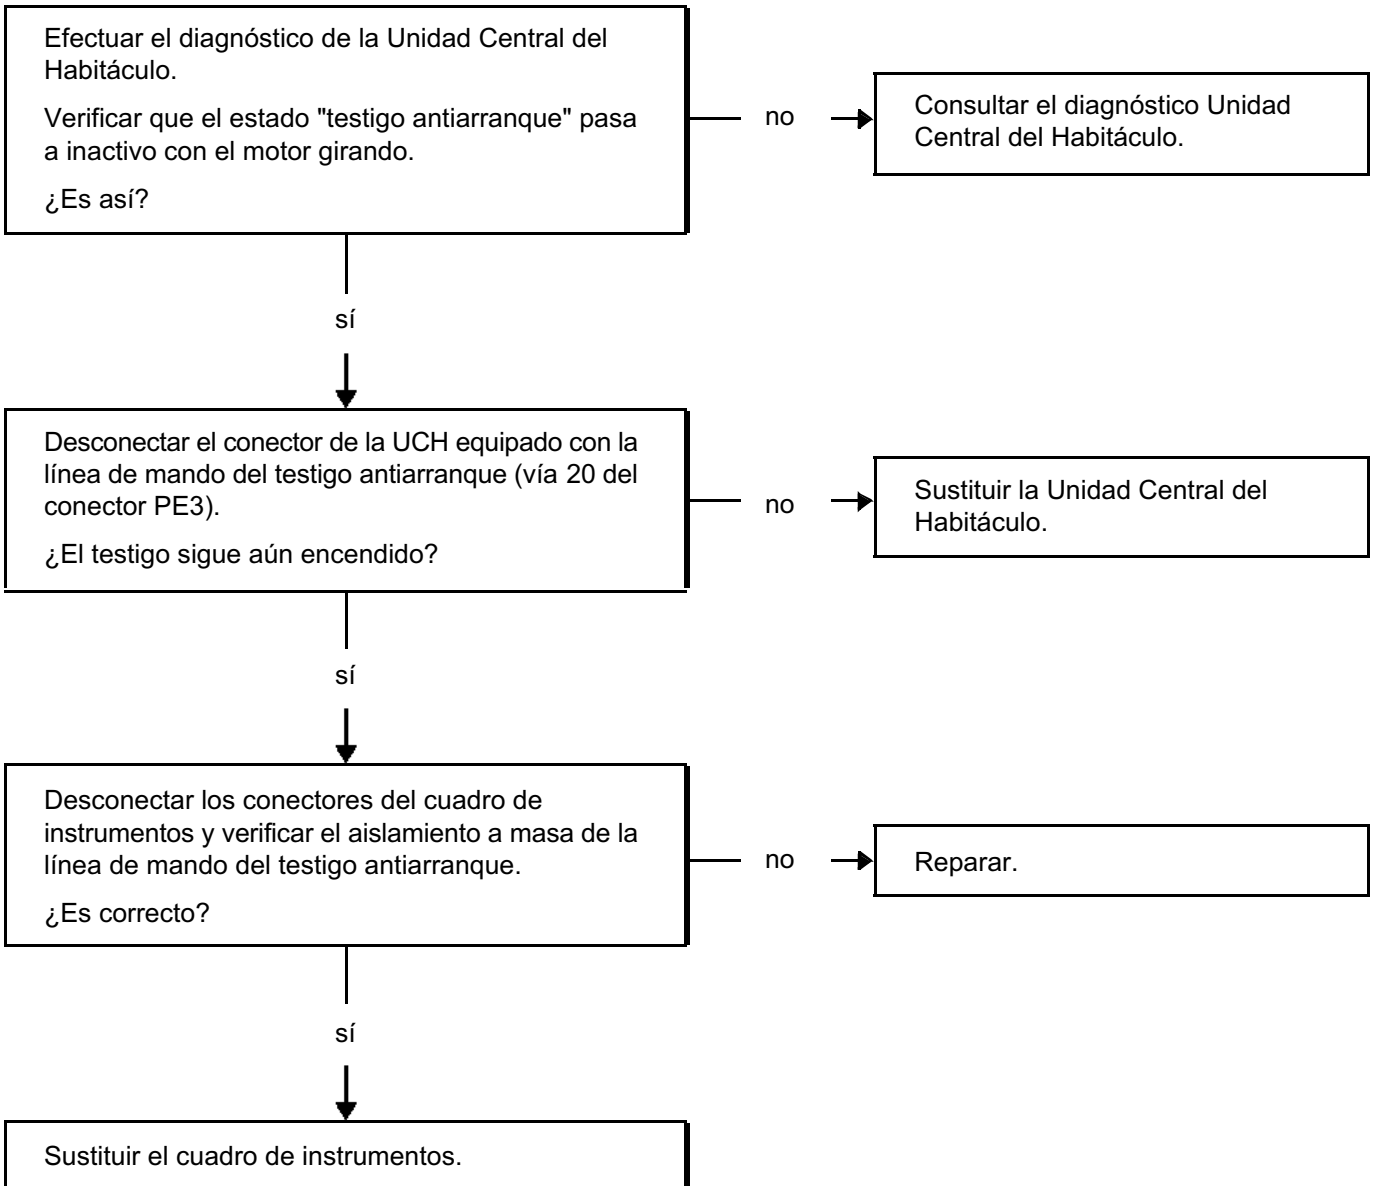 Efectuar el diagnóstico de la Unidad Central del
Habitáculo.
Verificar que el estado "testigo antiarranque" pasa
a inactivo con el motor girando.
¿Es así?
no
Consultar el diagnóstico Unidad
Central del Habitáculo.
sí
Desconectar el conector de la UCH equipado con la
línea de mando del testigo antiarranque (vía 20 del
conector PE3).
¿El testigo sigue aún encendido?
no
Sustituir la Unidad Central del
Habitáculo.
sí
Desconectar los conectores del cuadro de
instrumentos y verificar el aislamiento a masa de la
línea de mando del testigo antiarranque.
¿Es correcto?
no
Reparar.
sí
Sustituir el cuadro de instrumentos.